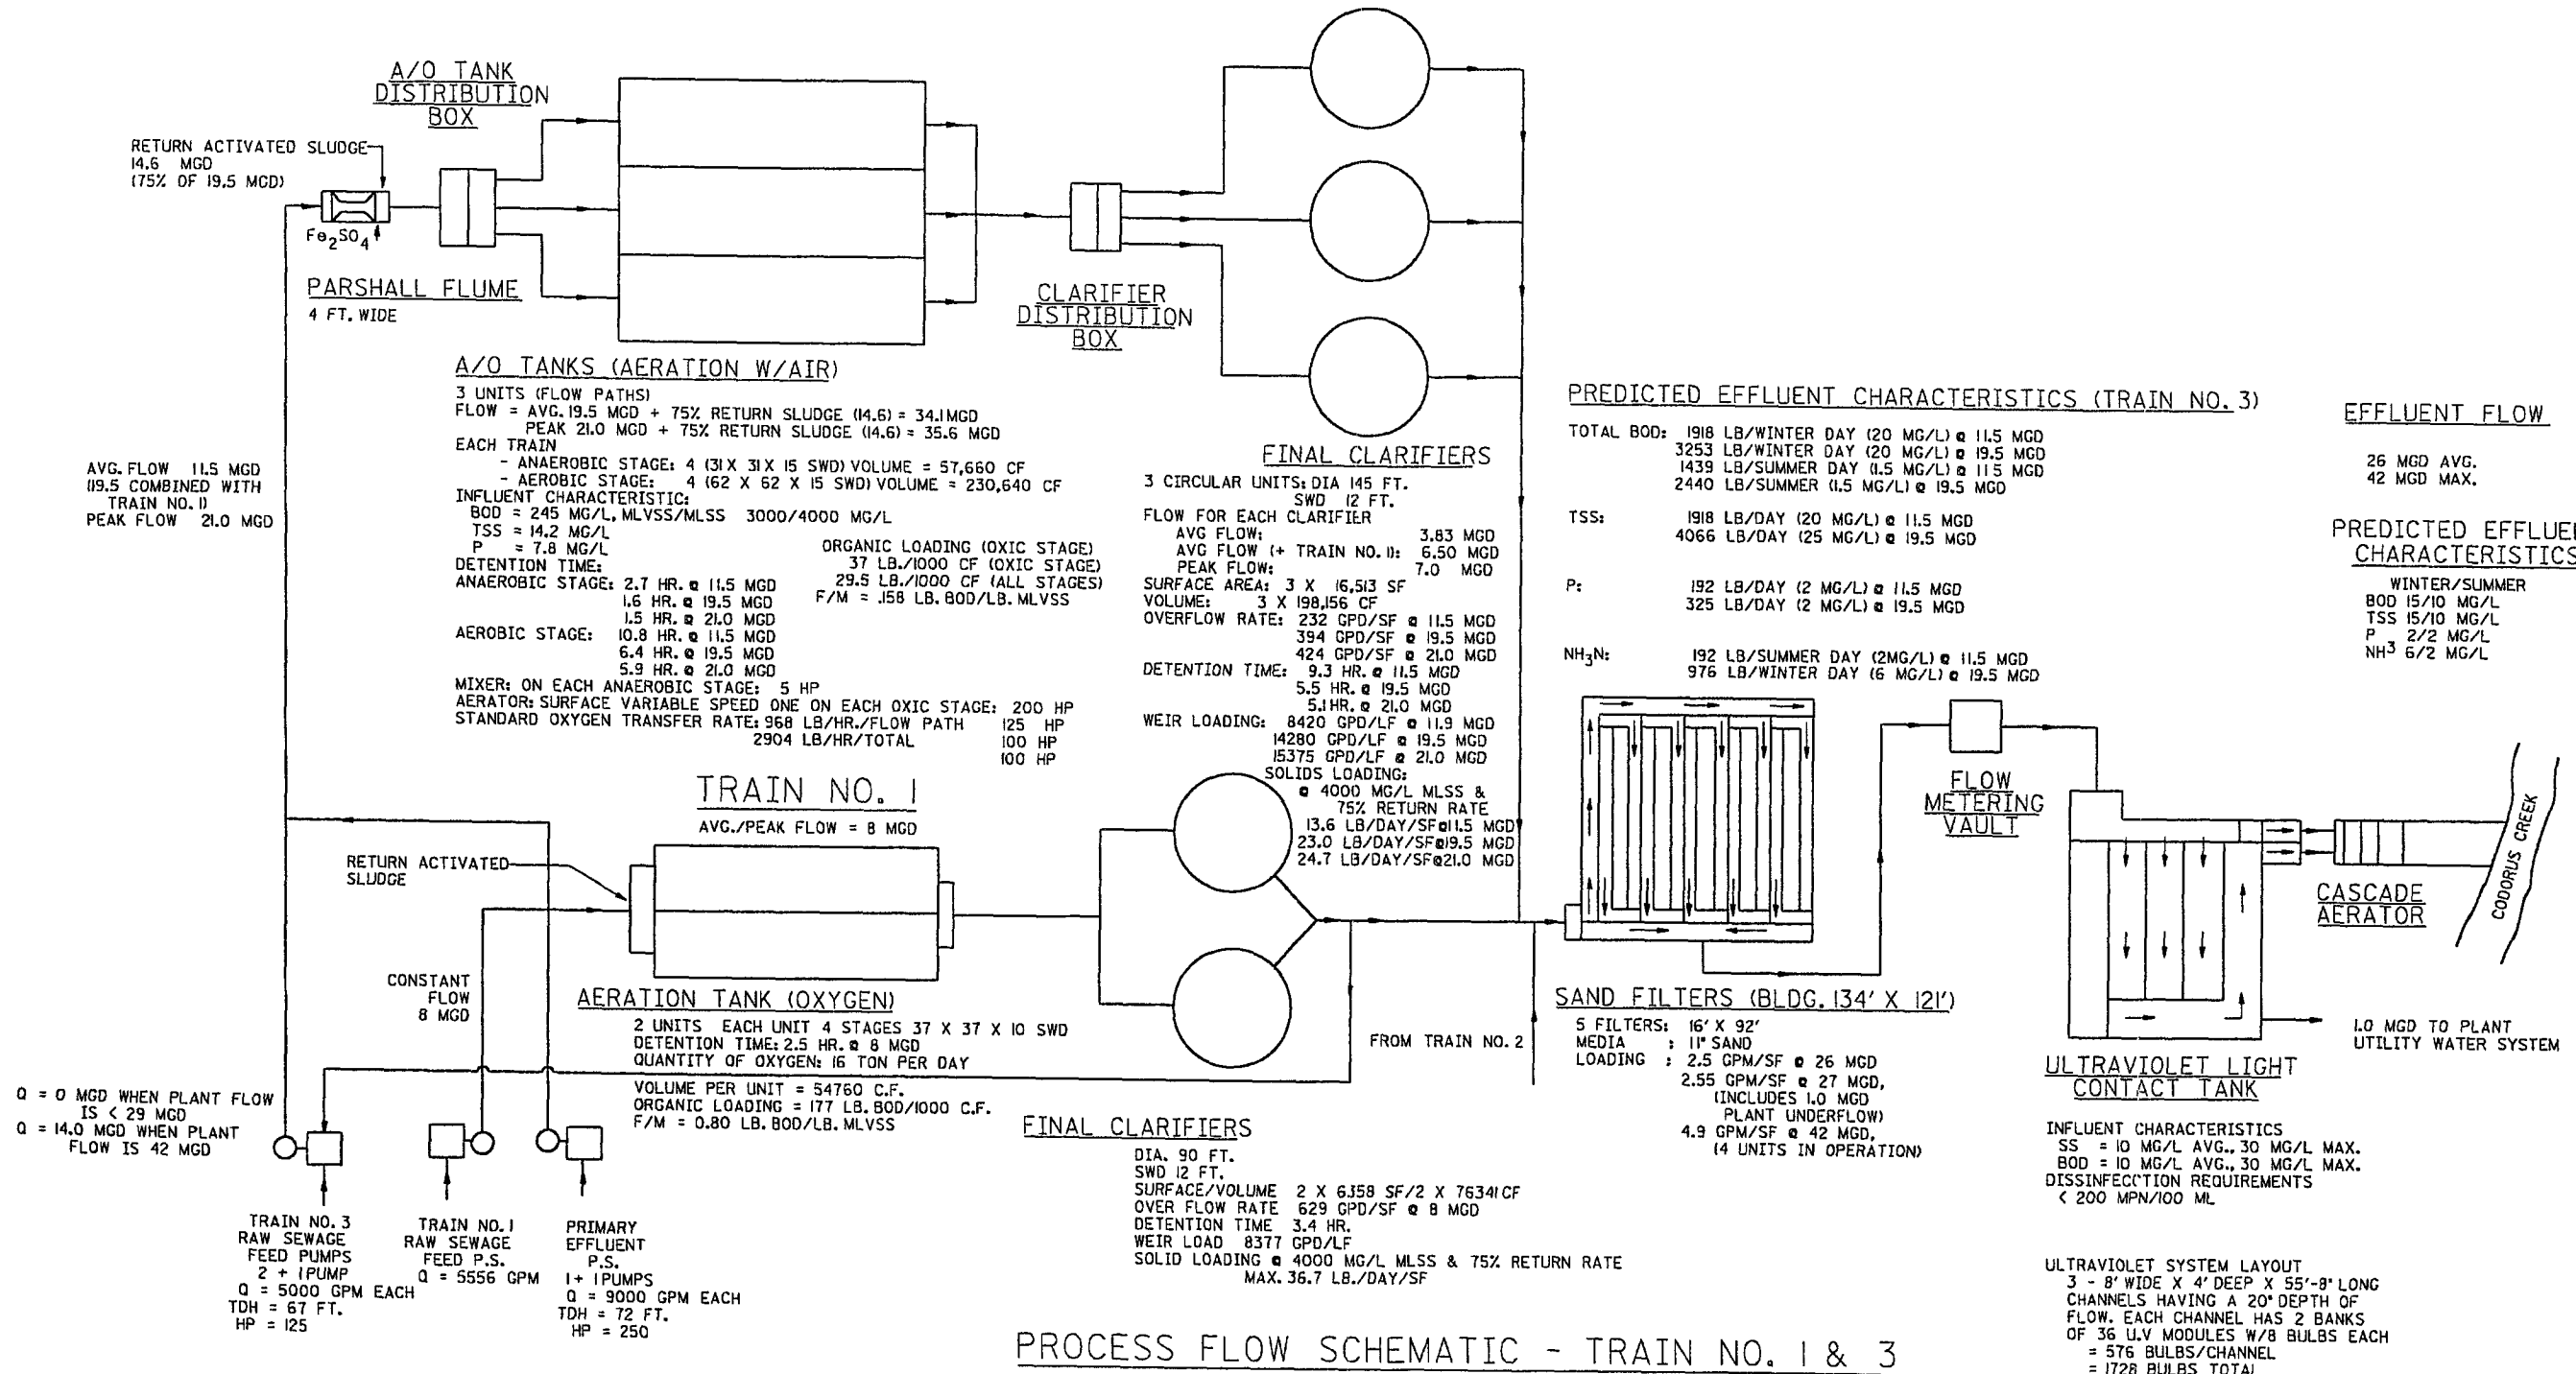 A/O TANK
DISTRIBUTION
BOX
RETURN ACTIVATED SLUDGE
14.6 MGD
(75% OF 19.5 MGD)
Fe2SO4
PARSHALL FLUME
4 FT. WIDE
AVG. FLOW 11.5 MGD
(19.5 COMBINED WITH
TRAIN NO. 1)
PEAK FLOW 21.0 MGD
A/O TANKS (AERATION W/AIR)
3 UNITS (FLOW PATHS)
FLOW = AVG. 19.5 MGD + 75% RETURN SLUDGE (14.6) = 34.1 MGD
PEAK 21.0 MGD + 75% RETURN SLUDGE (14.6) = 35.6 MGD
EACH TRAIN
- ANAEROBIC STAGE: 4 (31 X 31 X 15 SWD) VOLUME = 57,660 CF
- AEROBIC STAGE: 4 (62 X 62 X 15 SWD) VOLUME = 230,640 CF
INFLUENT CHARACTERISTIC:
BOD = 245 MG/L, MLVSS/MLSS 3000/4000 MG/L
TSS = 14.2 MG/L
P = 7.8 MG/L
DETENTION TIME:
ANAEROBIC STAGE: 2.7 HR. @ 11.5 MGD
1.6 HR. @ 19.5 MGD
1.5 HR. @ 21.0 MGD
AEROBIC STAGE: 10.8 HR. @ 11.5 MGD
6.4 HR. @ 19.5 MGD
5.9 HR. @ 21.0 MGD
ORGANIC LOADING (OXIC STAGE)
37 LB./1000 CF (OXIC STAGE)
29.5 LB./1000 CF (ALL STAGES)
F/M = .158 LB. BOD/LB. MLVSS
MIXER: ON EACH ANAEROBIC STAGE: 5 HP
AERATOR: SURFACE VARIABLE SPEED ONE ON EACH OXIC STAGE: 200 HP
STANDARD OXYGEN TRANSFER RATE: 968 LB/HR./FLOW PATH 125 HP
2904 LB/HR/TOTAL 100 HP
100 HP
CLARIFIER
DISTRIBUTION
BOX
FINAL CLARIFIERS
3 CIRCULAR UNITS: DIA 145 FT.
SWD 12 FT.
FLOW FOR EACH CLARIFIER
AVG FLOW: 3.83 MGD
AVG FLOW (+ TRAIN NO. 1): 6.50 MGD
PEAK FLOW: 7.0 MGD
SURFACE AREA: 3 X 16,513 SF
VOLUME: 3 X 198,156 CF
OVERFLOW RATE: 232 GPD/SF @ 11.5 MGD
394 GPD/SF @ 19.5 MGD
424 GPD/SF @ 21.0 MGD
DETENTION TIME: 9.3 HR. @ 11.5 MGD
5.5 HR. @ 19.5 MGD
5.1 HR. @ 21.0 MGD
WEIR LOADING: 8420 GPD/LF @ 11.9 MGD
14280 GPD/LF @ 19.5 MGD
15375 GPD/LF @ 21.0 MGD
SOLIDS LOADING:
@ 4000 MG/L MLSS &
75% RETURN RATE
13.6 LB/DAY/SF@11.5 MGD
23.0 LB/DAY/SF@19.5 MGD
24.7 LB/DAY/SF@21.0 MGD
PREDICTED EFFLUENT CHARACTERISTICS (TRAIN NO. 3)
TOTAL BOD: 1918 LB/WINTER DAY (20 MG/L) @ 11.5 MGD
3253 LB/WINTER DAY (20 MG/L) @ 19.5 MGD
1439 LB/SUMMER DAY (1.5 MG/L) @ 11.5 MGD
2440 LB/SUMMER (1.5 MG/L) @ 19.5 MGD
TSS: 1918 LB/DAY (20 MG/L) @ 11.5 MGD
4066 LB/DAY (25 MG/L) @ 19.5 MGD
P: 192 LB/DAY (2 MG/L) @ 11.5 MGD
325 LB/DAY (2 MG/L) @ 19.5 MGD
NH3N: 192 LB/SUMMER DAY (2MG/L) @ 11.5 MGD
976 LB/WINTER DAY (6 MG/L) @ 19.5 MGD
EFFLUENT FLOW
26 MGD AVG.
42 MGD MAX.
PREDICTED EFFLUE
CHARACTERISTICS
WINTER/SUMMER
BOD 15/10 MG/L
TSS 15/10 MG/L
P 2/2 MG/L
NH3 6/2 MG/L
TRAIN NO. 1
AVG./PEAK FLOW = 8 MGD
RETURN ACTIVATED
SLUDGE
CONSTANT
FLOW
8 MGD
AERATION TANK (OXYGEN)
2 UNITS EACH UNIT 4 STAGES 37 X 37 X 10 SWD
DETENTION TIME: 2.5 HR. @ 8 MGD
QUANTITY OF OXYGEN: 16 TON PER DAY
VOLUME PER UNIT = 54760 C.F.
ORGANIC LOADING = 177 LB. BOD/1000 C.F.
F/M = 0.80 LB. BOD/LB. MLVSS
FROM TRAIN NO. 2
FINAL CLARIFIERS
DIA. 90 FT.
SWD 12 FT.
SURFACE/VOLUME 2 X 6358 SF/2 X 76341 CF
OVER FLOW RATE 629 GPD/SF @ 8 MGD
DETENTION TIME 3.4 HR.
WEIR LOAD 8377 GPD/LF
SOLID LOADING @ 4000 MG/L MLSS & 75% RETURN RATE
MAX. 36.7 LB./DAY/SF
SAND FILTERS (BLDG. 134' X 121')
5 FILTERS: 16' X 92'
MEDIA : 11" SAND
LOADING : 2.5 GPM/SF @ 26 MGD
2.55 GPM/SF @ 27 MGD,
(INCLUDES 1.0 MGD
PLANT UNDERFLOW)
4.9 GPM/SF @ 42 MGD,
(4 UNITS IN OPERATION)
FLOW
METERING
VAULT
CASCADE
AERATOR
CODORUS CREEK
1.0 MGD TO PLANT
UTILITY WATER SYSTEM
ULTRAVIOLET LIGHT
CONTACT TANK
INFLUENT CHARACTERISTICS
SS = 10 MG/L AVG., 30 MG/L MAX.
BOD = 10 MG/L AVG., 30 MG/L MAX.
DISSINFECCTION REQUIREMENTS
< 200 MPN/100 ML
ULTRAVIOLET SYSTEM LAYOUT
3 - 8' WIDE X 4' DEEP X 55'-8" LONG
CHANNELS HAVING A 20" DEPTH OF
FLOW. EACH CHANNEL HAS 2 BANKS
OF 36 U.V MODULES W/8 BULBS EACH
= 576 BULBS/CHANNEL
= 1728 BULBS TOTAL
Q = 0 MGD WHEN PLANT FLOW
IS < 29 MGD
Q = 14.0 MGD WHEN PLANT
FLOW IS 42 MGD
TRAIN NO. 3
RAW SEWAGE
FEED PUMPS
2 + 1 PUMP
Q = 5000 GPM EACH
TDH = 67 FT.
HP = 125
TRAIN NO. 1
RAW SEWAGE
FEED P.S.
Q = 5556 GPM
PRIMARY
EFFLUENT
P.S.
1 + 1 PUMPS
Q = 9000 GPM EACH
TDH = 72 FT.
HP = 250
PROCESS FLOW SCHEMATIC - TRAIN NO. 1 & 3